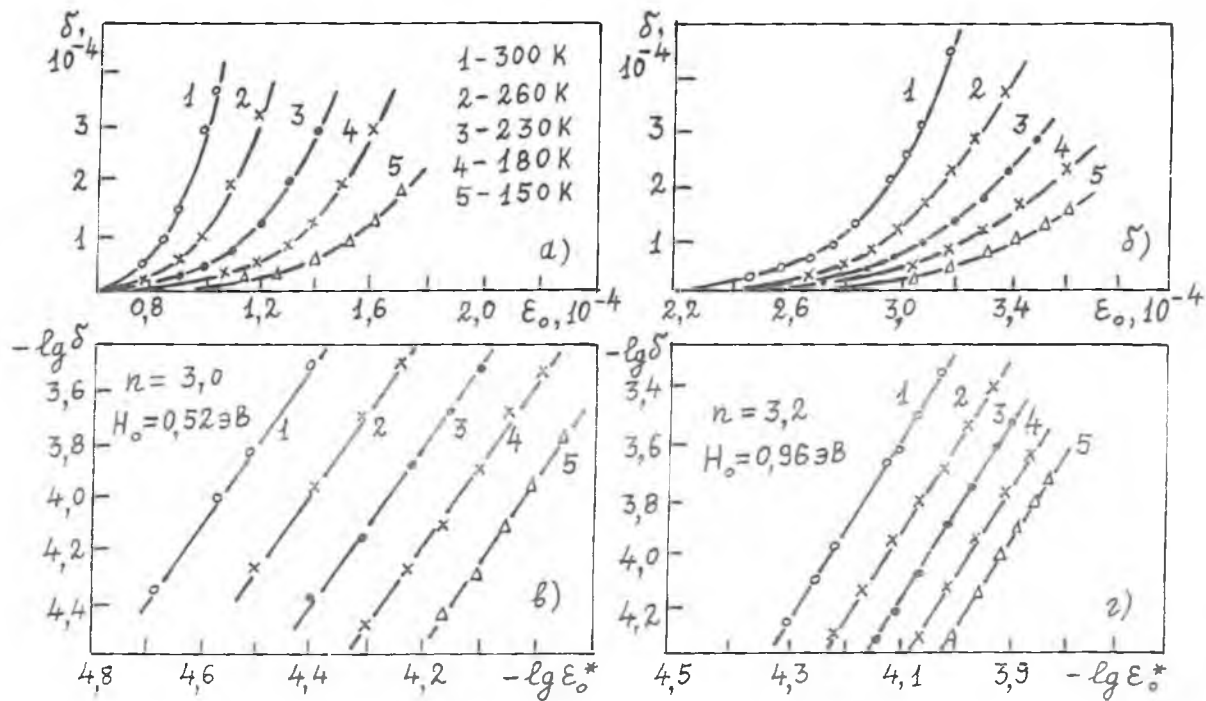 δ,
10⁻⁴
3
2
1
1
2
3
4
5
1-300 K
2-260 K
3-230 K
4-180 K
5-150 K
а)
0,8
1,2
1,6
2,0
ε₀, 10⁻⁴
δ,
10⁻⁴
3
2
1
1
2
3
4
5
б)
2,2
2,6
3,0
3,4
ε₀, 10⁻⁴
-lg δ
3,6
3,8
4,0
4,2
4,4
n = 3,0
H₀ = 0,52 эВ
1
2
3
4
5
в)
4,8
4,6
4,4
4,2
-lg ε₀*
-lg δ
3,4
3,6
3,8
4,0
4,2
n = 3,2
H₀ = 0,96 эВ
1
2
3
4
5
г)
4,5
4,3
4,1
3,9
-lg ε₀*